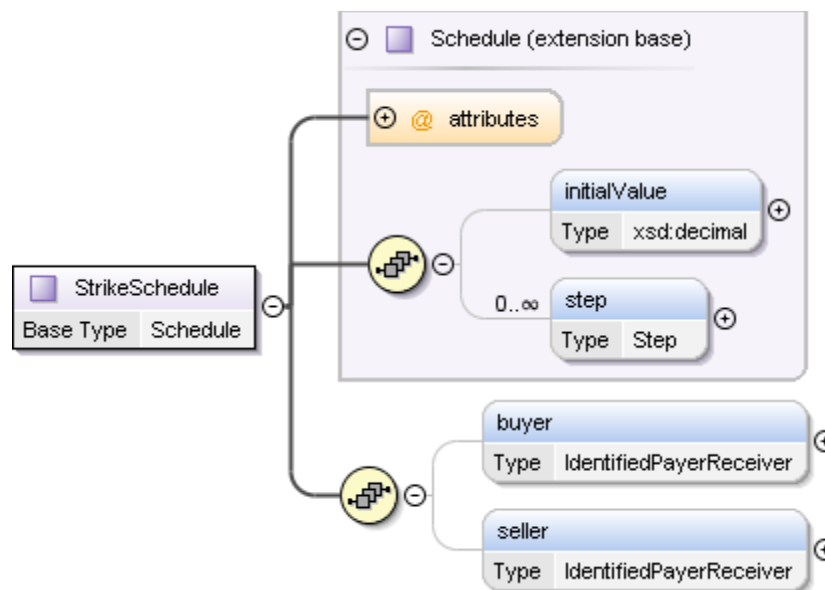 Schedule (extension base)
@ attributes
initialValue
Type xsd:decimal
0..∞
step
Type Step
StrikeSchedule
Base Type Schedule
buyer
Type IdentifiedPayerReceiver
seller
Type IdentifiedPayerReceiver